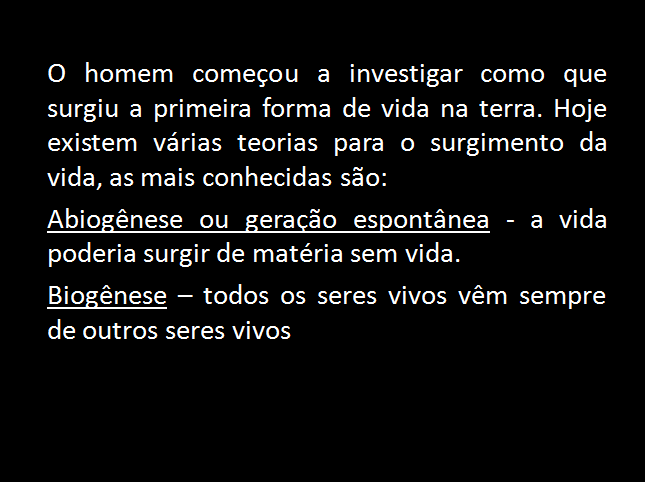 O homem começou a investigar como que
surgiu a primeira forma de vida na terra. Hoje
existem várias teorias para o surgimento da
vida, as mais conhecidas são:
Abiogênese ou geração espontânea - a vida
poderia surgir de matéria sem vida.
Biogênese – todos os seres vivos vêm sempre
de outros seres vivos